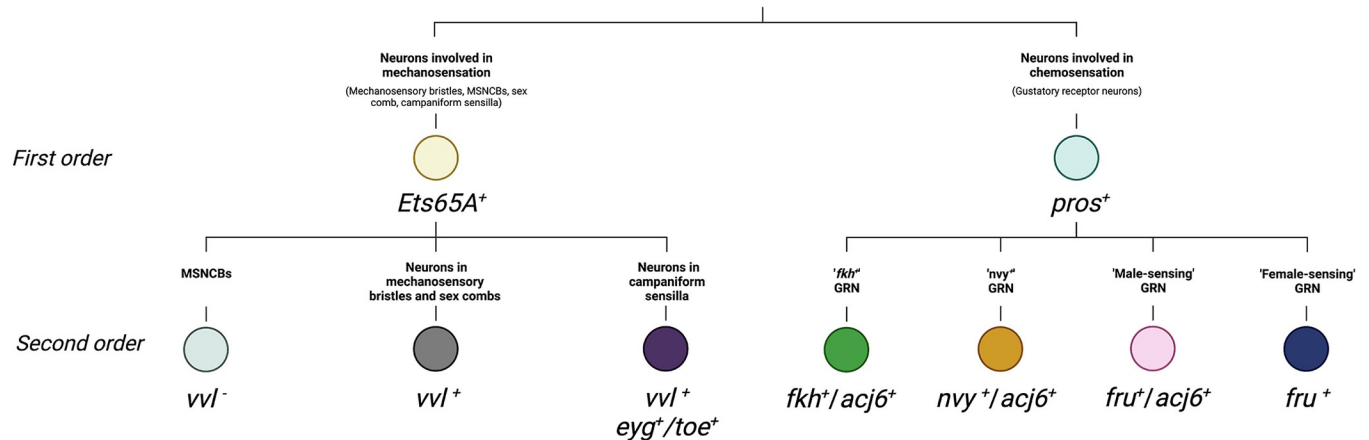 Neurons involved in
mechanosensation
(Mechanosensory bristles, MSNCBs, sex
comb, campaniform sensilla)
Neurons involved in
chemosensation
(Gustatory receptor neurons)
First order
Ets65A⁺
pros⁺
MSNCBs
Neurons in
mechanosensory
bristles and sex combs
Neurons in
campaniform
sensilla
'fkh⁺'
GRN
'nvy⁺'
GRN
'Male-sensing'
GRN
'Female-sensing'
GRN
Second order
vvl ⁻
vvl ⁺
vvl ⁺
eyg⁺/toe⁺
fkh⁺/acj6⁺
nvy ⁺/acj6⁺
fru⁺/acj6⁺
fru ⁺